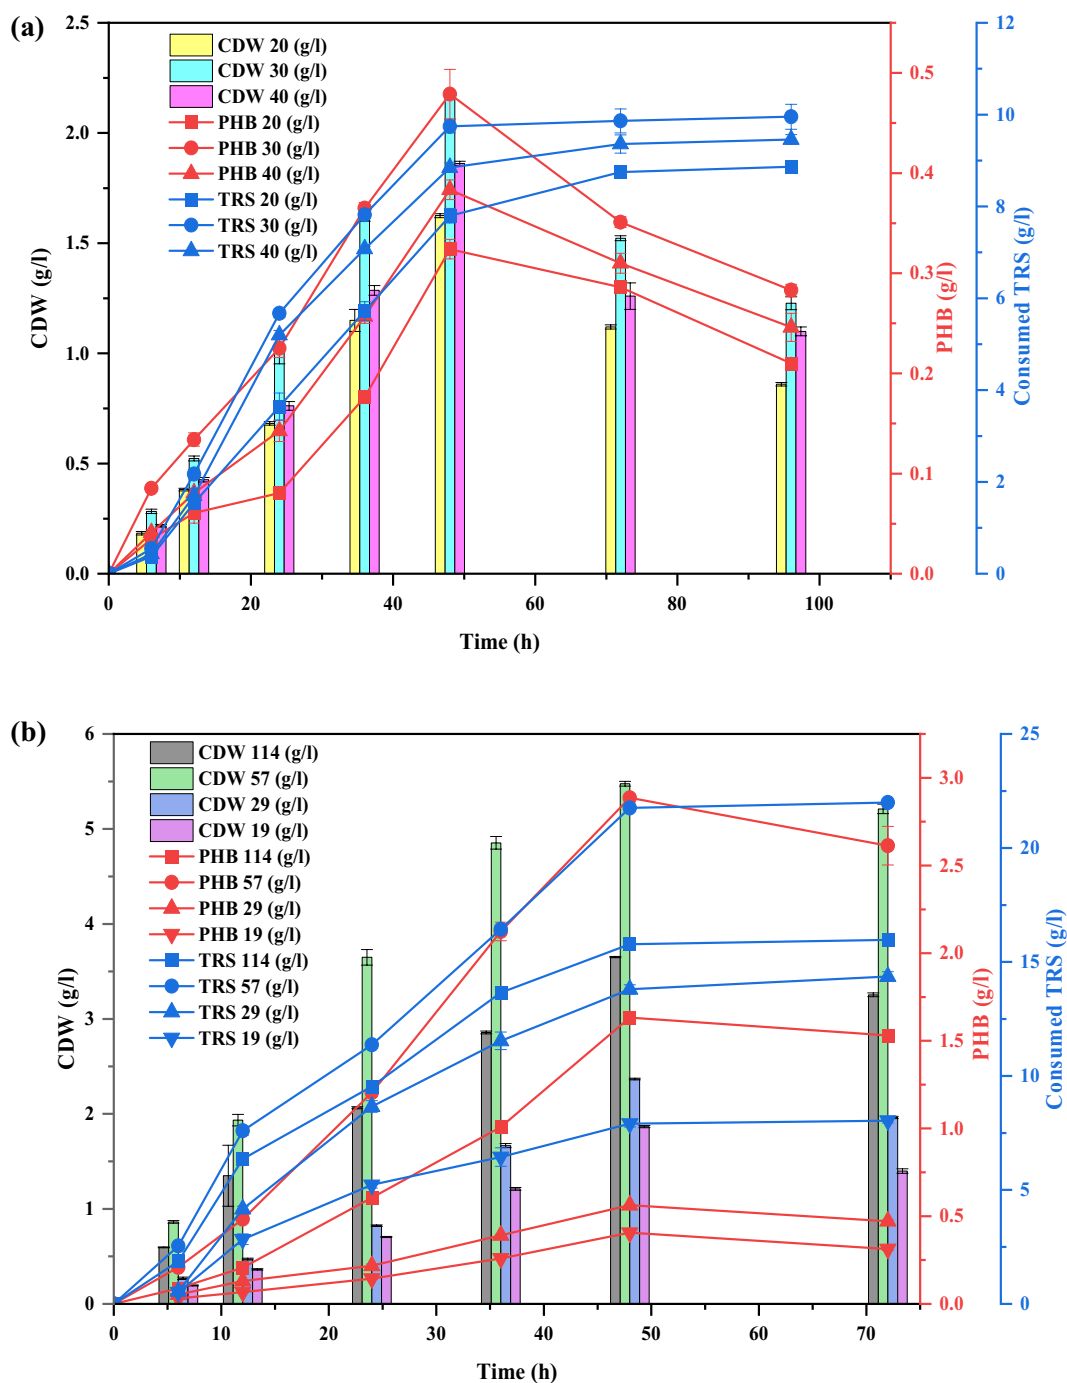 (a)
CDW 20 (g/l)
CDW 30 (g/l)
CDW 40 (g/l)
PHB 20 (g/l)
PHB 30 (g/l)
PHB 40 (g/l)
TRS 20 (g/l)
TRS 30 (g/l)
TRS 40 (g/l)
CDW (g/l)
2.5
2.0
1.5
1.0
0.5
0.0
0
20
40
60
80
100
Time (h)
PHB (g/l)
0.5
0.4
0.3
0.2
0.1
0.0
Consumed TRS (g/l)
12
10
8
6
4
2
0
(b)
CDW 114 (g/l)
CDW 57 (g/l)
CDW 29 (g/l)
CDW 19 (g/l)
PHB 114 (g/l)
PHB 57 (g/l)
PHB 29 (g/l)
PHB 19 (g/l)
TRS 114 (g/l)
TRS 57 (g/l)
TRS 29 (g/l)
TRS 19 (g/l)
CDW (g/l)
6
5
4
3
2
1
0
0
10
20
30
40
50
60
70
Time (h)
PHB (g/l)
3.0
2.5
2.0
1.5
1.0
0.5
0.0
Consumed TRS (g/l)
25
20
15
10
5
0